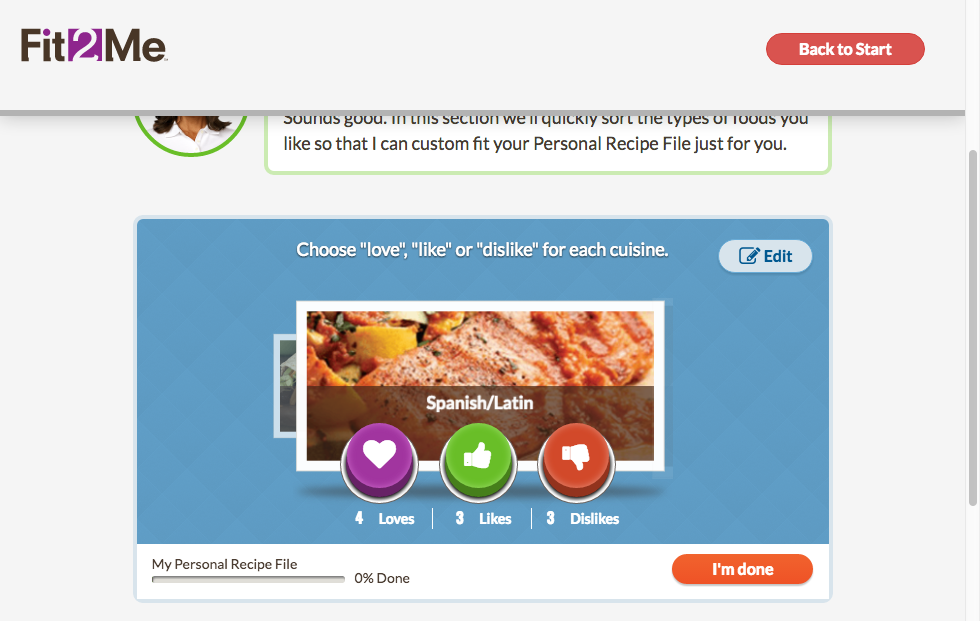 Fit2Me
Back to Start
Sounds good. In this section we'll quickly sort the types of foods you
like so that I can custom fit your Personal Recipe File just for you.
Choose "love", "like" or "dislike" for each cuisine.
Edit
Spanish/Latin
4 Loves 3 Likes 3 Dislikes
My Personal Recipe File
0% Done
I'm done